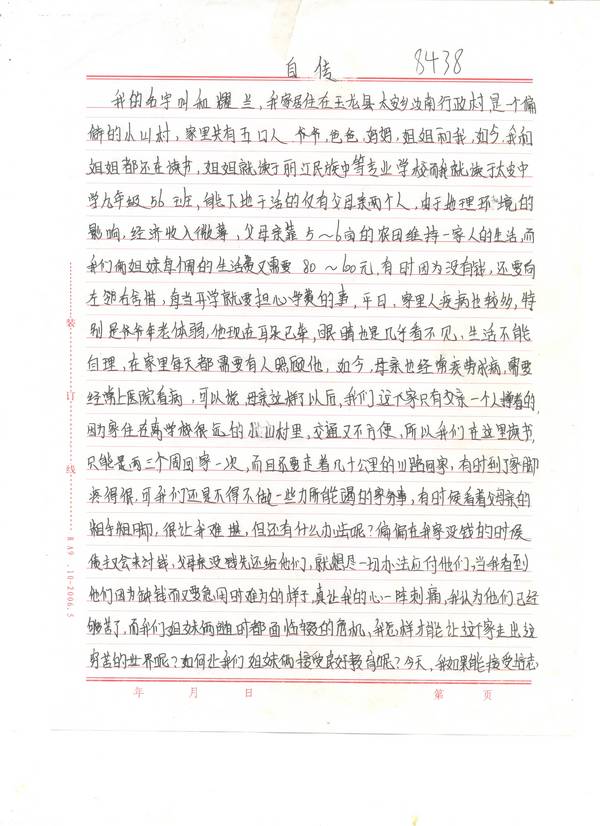 8438
自传
我的名字叫和耀兰,我家居住在玉龙县太安乡汝南行政村,是一个偏
僻的小山村,家里共有五口人 爷爷,爸爸,妈妈,姐姐和我,如今,我和
姐姐都还在读书,姐姐就读于丽江民族中等专业学校而我就读于太安中
学九年级56班,能下地干活的仅有父母亲两个人,由于地理环境的
影响,经济收入微薄,父母亲靠5~6亩的农田维持一家人的生活,而
我们俩姐妹每个周的生活费又需要80~100元,有时因为没有钱,还要向
左邻右舍借,每当开学就要担心学费的事,平日,家里人疾病也较多,特
别是爷爷年老体弱,他现在耳朵已聋,眼睛也是几乎看不见,生活不能
自理,在家里每天都需要有人照顾他,如今,母亲也经常疾劳成病,需要
经常上医院看病,可以说,母亲这样了以后,我们这个家只有父亲一个人撑着的,
因为家住在离学校很远的小山村里,交通又不方便,所以我们在这里读书,
只能是两三个周回家一次,而且还要走着几十公里的山路回家,有时到了家脚
疼得很,可我们还是不得不做一些力所能竭的家务事,有时候看着父母亲的
粗手粗脚,很让我难堪,但还有什么办法呢?偏偏在我家没钱的时候
债主又会来讨钱,父母亲没钱先还给他们,就想尽一切办法应付他们,当我看到
他们因为缺钱而又要急用时难为的样子,真让我的心一阵刺痛,我认为他们已经
够苦了,而我们姐妹俩随时都面临辍的危机,我怎样才能让这个家走出这
穷苦的世界呢?如何让我们姐妹俩接受良好教育呢?今天,我如果能接受语志
年 月 日 第 页
装
订
线
BA9.10-2006.5